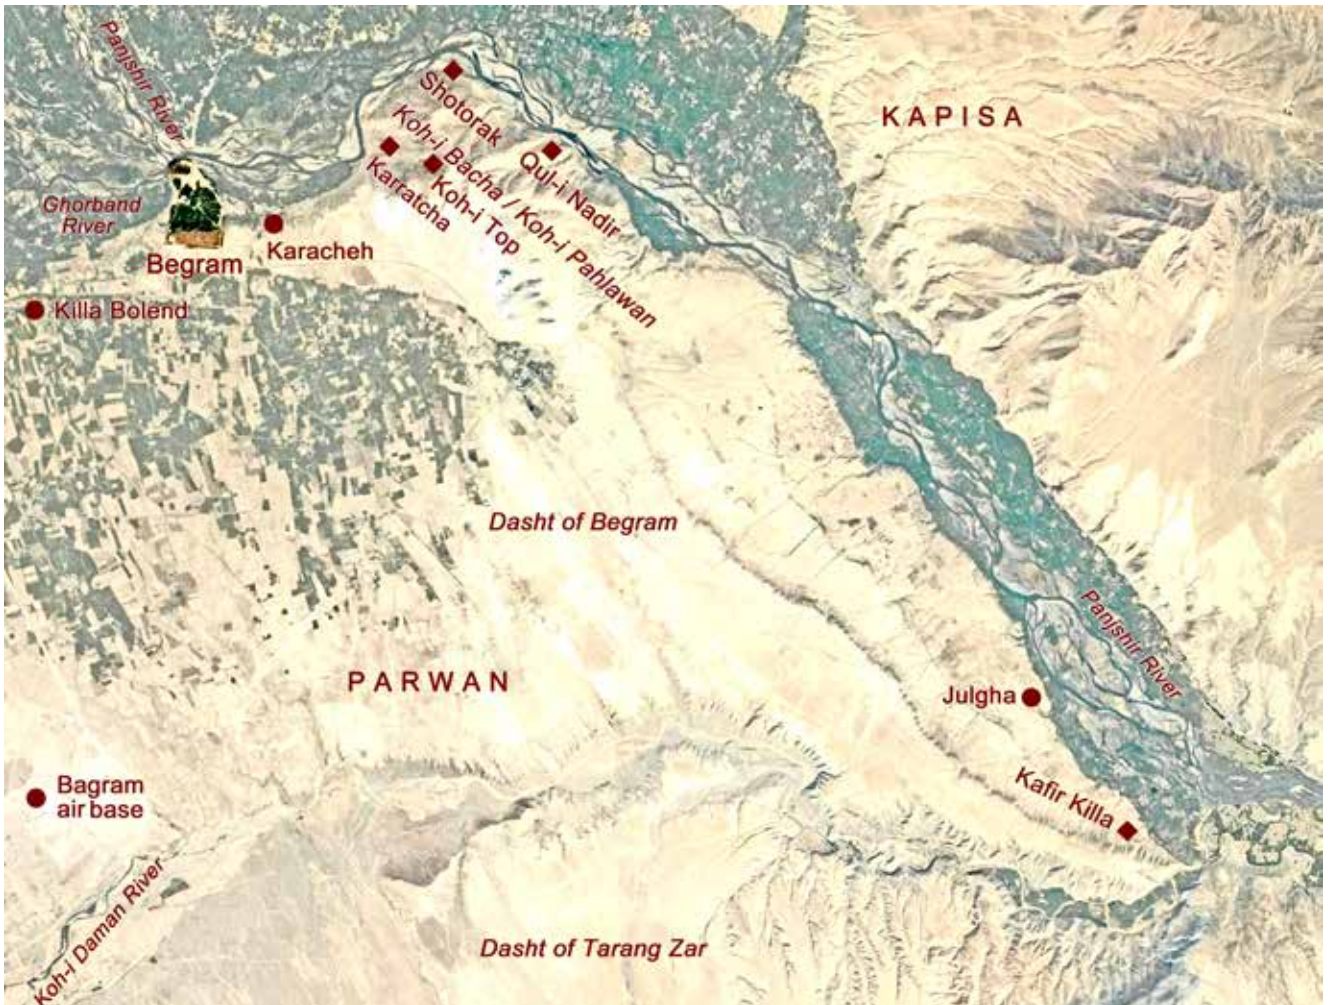 Panjshir River
Shotorak
KAPISA
Koh-i Bacha / Koh-i Pahlawan
Qul-i Nadir
Karratcha
Koh-i Top
Ghorband
River
Begram
Karacheh
Killa Bolend
Dasht of Begram
Panjshir River
PARWAN
Julgha
Bagram
air base
Kafir Killa
Koh-i Daman River
Dasht of Tarang Zar